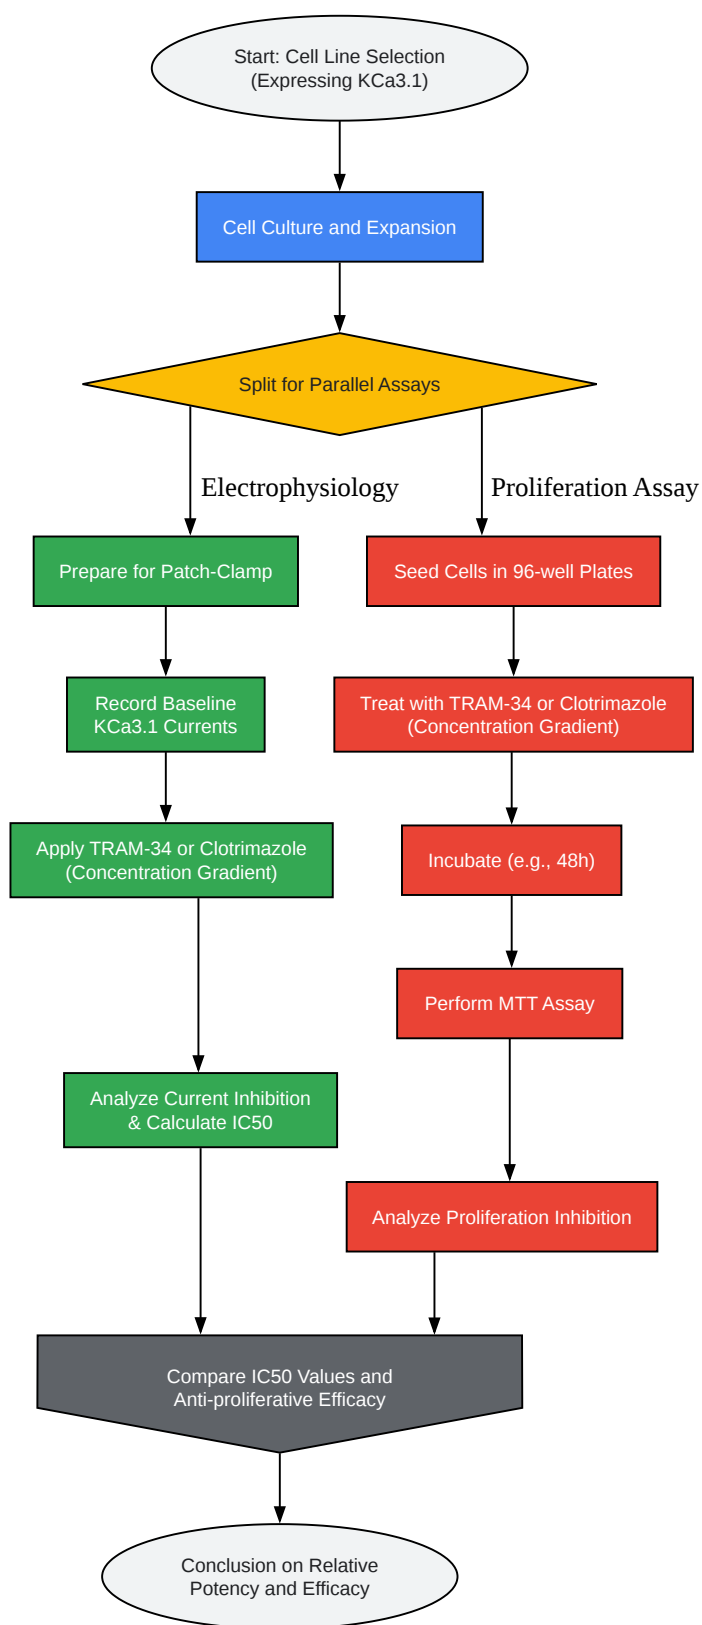 Start: Cell Line Selection
(Expressing KCa3.1)
Cell Culture and Expansion
Split for Parallel Assays
Electrophysiology
Proliferation Assay
Prepare for Patch-Clamp
Seed Cells in 96-well Plates
Record Baseline
KCa3.1 Currents
Treat with TRAM-34 or Clotrimazole
(Concentration Gradient)
Apply TRAM-34 or Clotrimazole
(Concentration Gradient)
Incubate (e.g., 48h)
Perform MTT Assay
Analyze Current Inhibition
& Calculate IC50
Analyze Proliferation Inhibition
Compare IC50 Values and
Anti-proliferative Efficacy
Conclusion on Relative
Potency and Efficacy